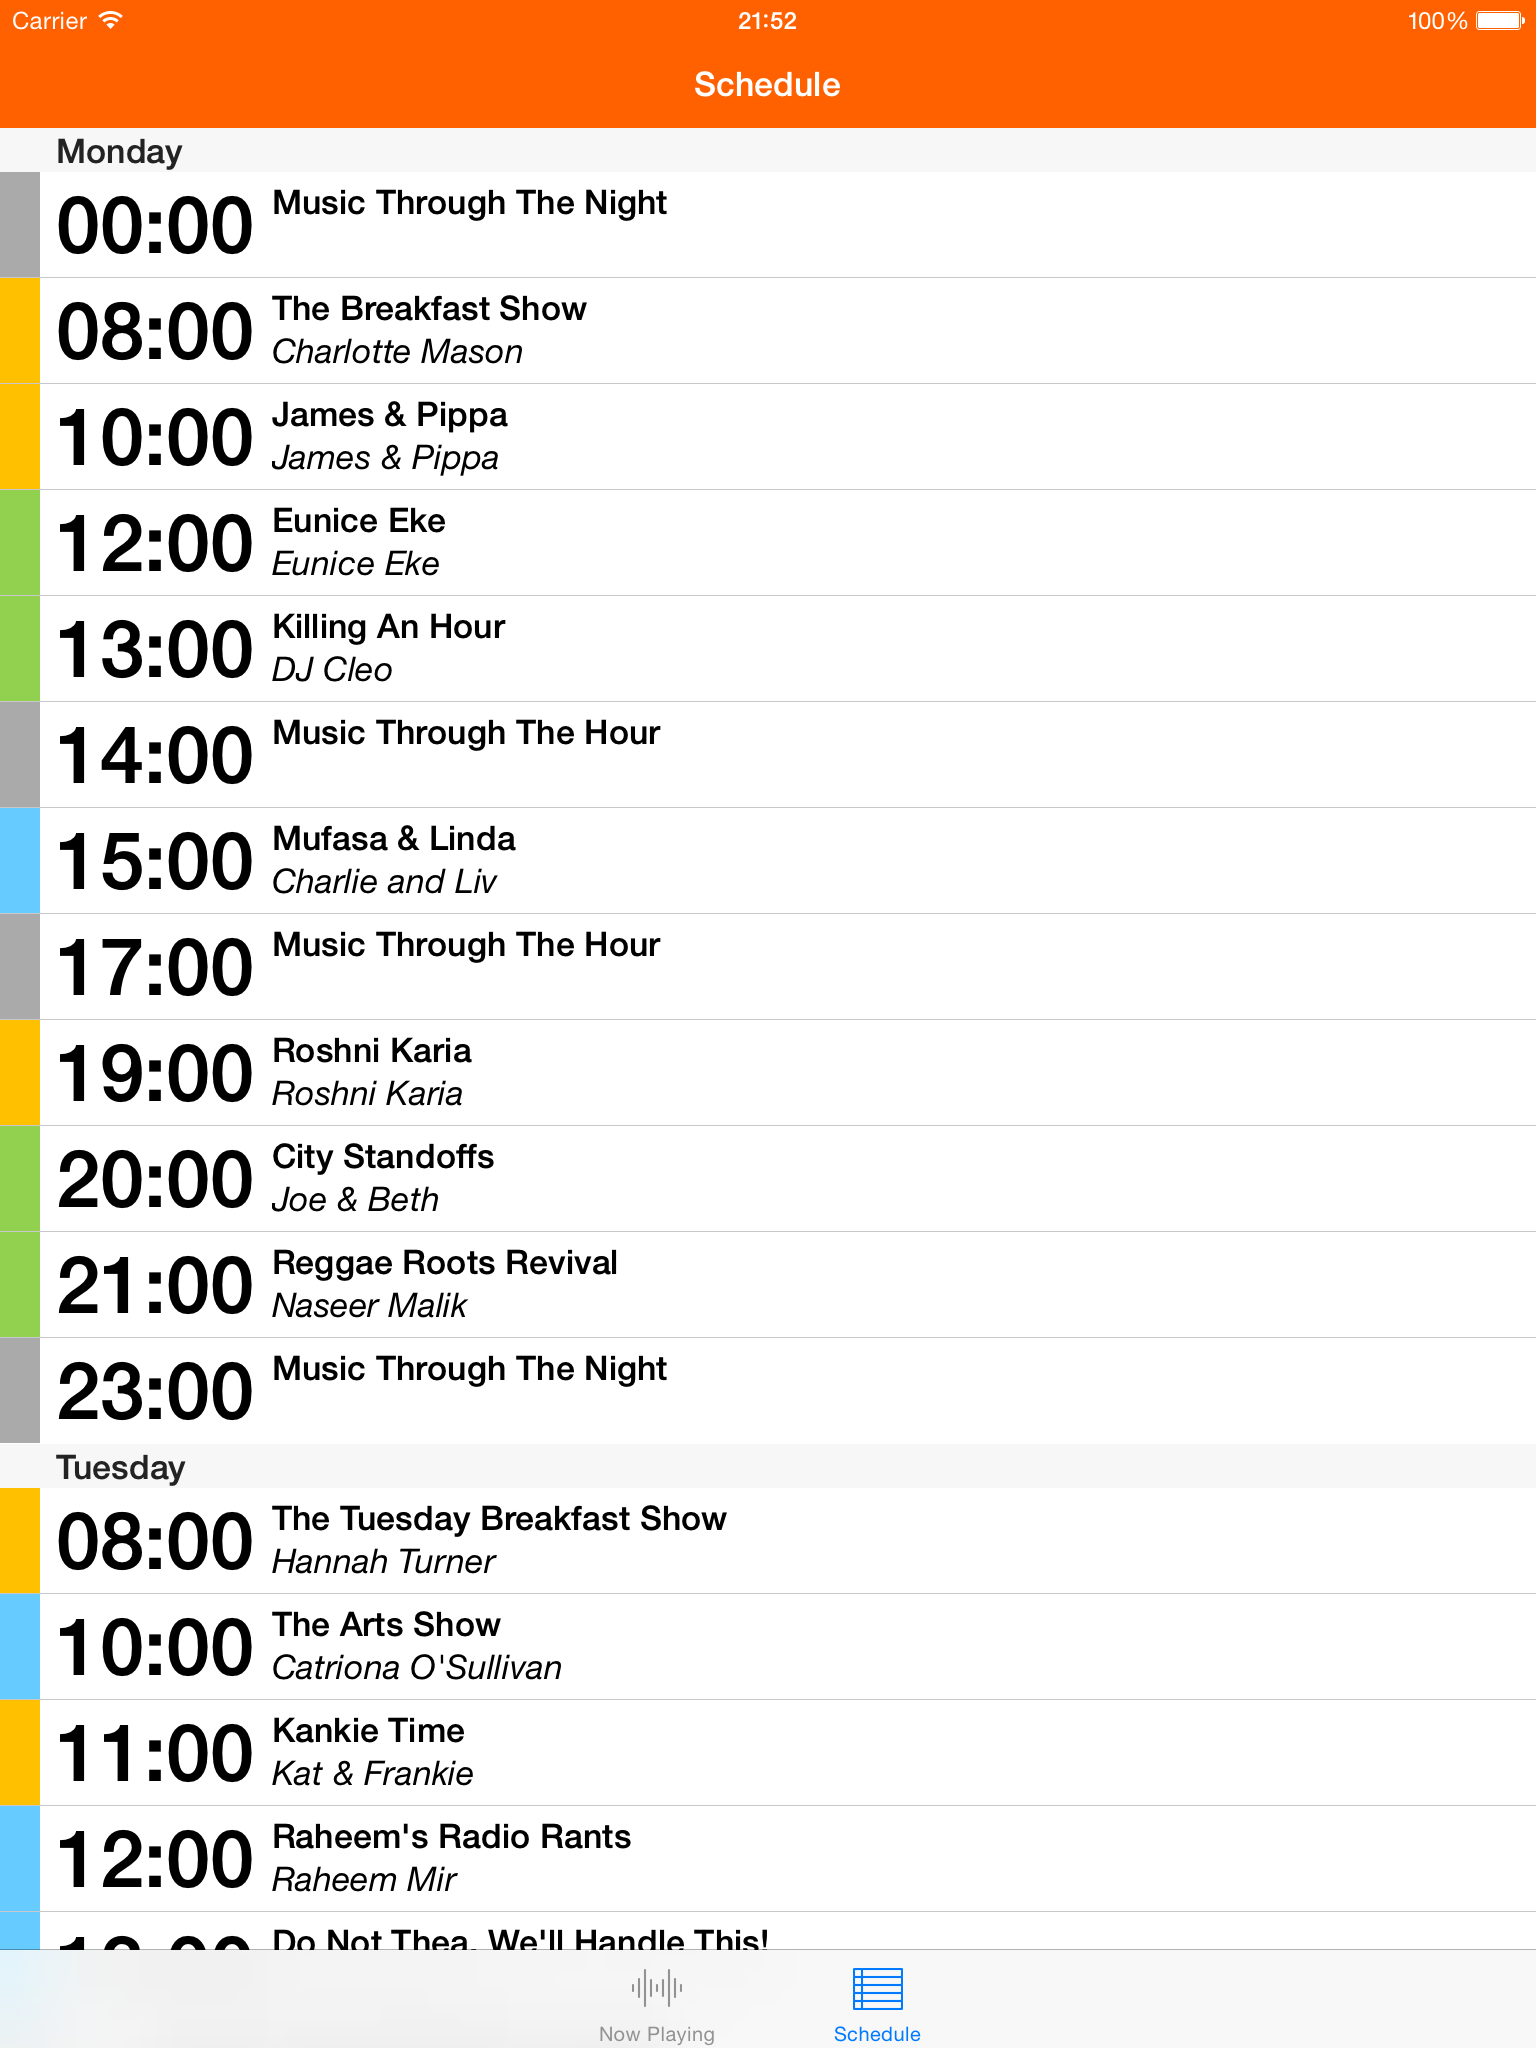 Carrier 21:52 100%
Schedule
Monday
00:00 Music Through The Night
08:00 The Breakfast Show
Charlotte Mason
10:00 James & Pippa
James & Pippa
12:00 Eunice Eke
Eunice Eke
13:00 Killing An Hour
DJ Cleo
14:00 Music Through The Hour
15:00 Mufasa & Linda
Charlie and Liv
17:00 Music Through The Hour
19:00 Roshni Karia
Roshni Karia
20:00 City Standoffs
Joe & Beth
21:00 Reggae Roots Revival
Naseer Malik
23:00 Music Through The Night
Tuesday
08:00 The Tuesday Breakfast Show
Hannah Turner
10:00 The Arts Show
Catriona O'Sullivan
11:00 Kankie Time
Kat & Frankie
12:00 Raheem's Radio Rants
Raheem Mir
Do Not Thea, We'll Handle This!
Now Playing Schedule